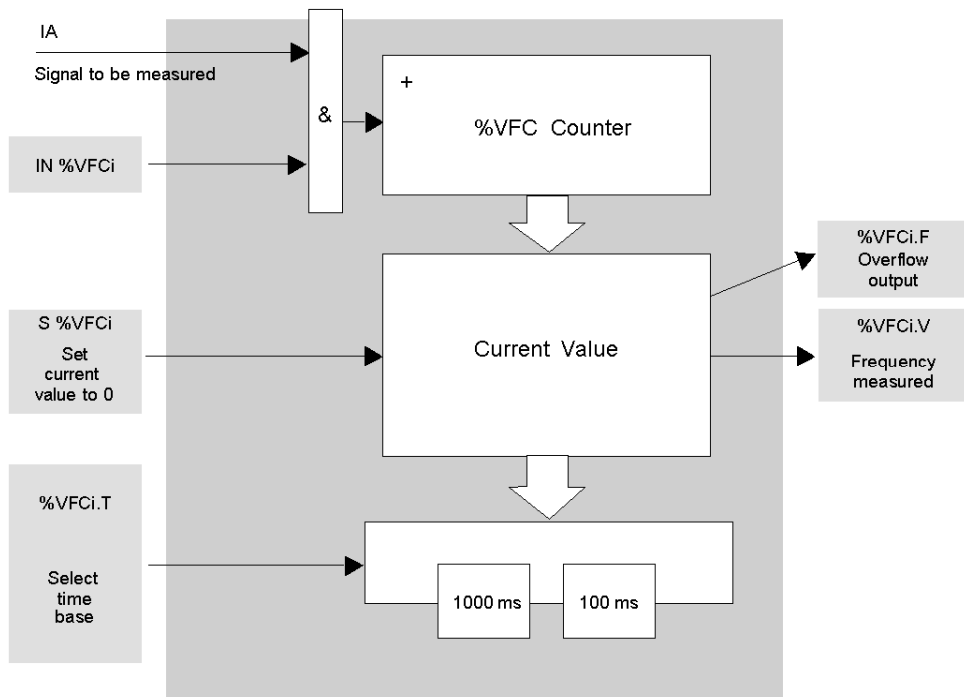 IA
Signal to be measured
&
+
%VFC Counter
IN %VFCi
%VFCi.F
Overflow
output
S %VFCi
Set
current
value to 0
Current Value
%VFCi.V
Frequency
measured
%VFCi.T
Select
time
base
1000 ms
100 ms